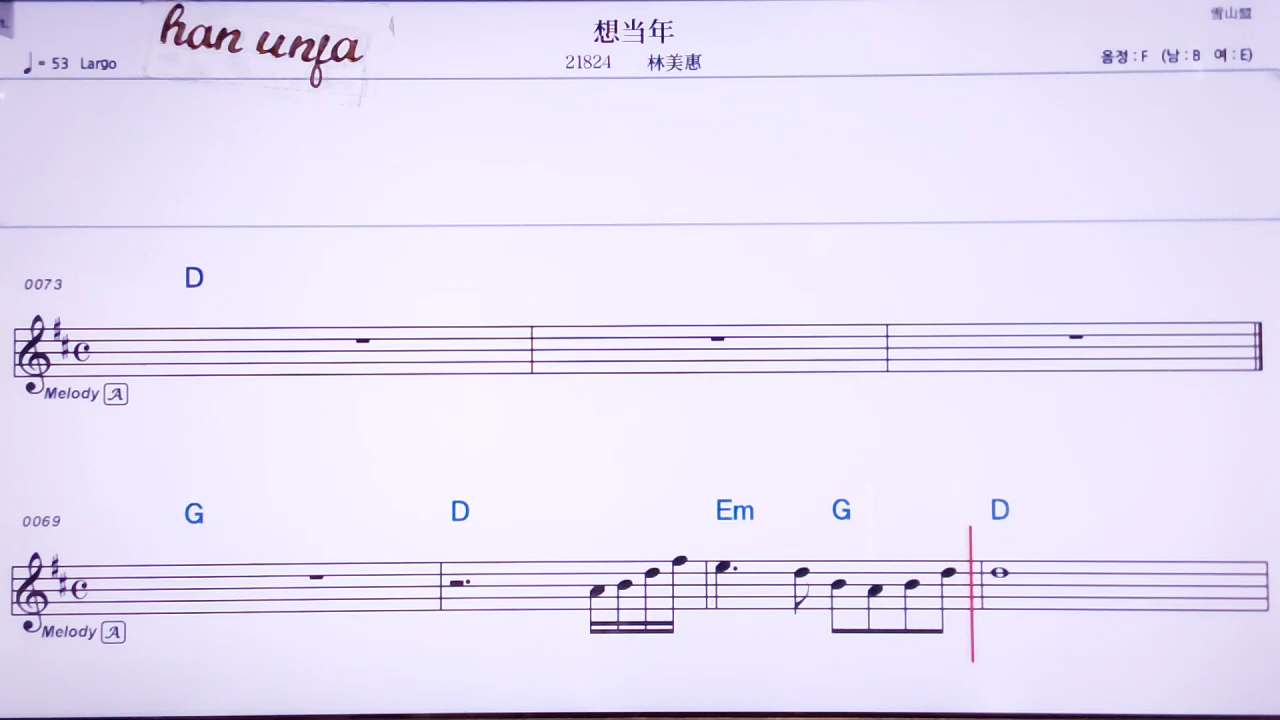 han unfa
想当年
雪山盟
♩= 53 Largo
21824 林美惠
음정 : F (남 : B 여 : E)
0073
D
Melody A
0069
G D Em G D
Melody A